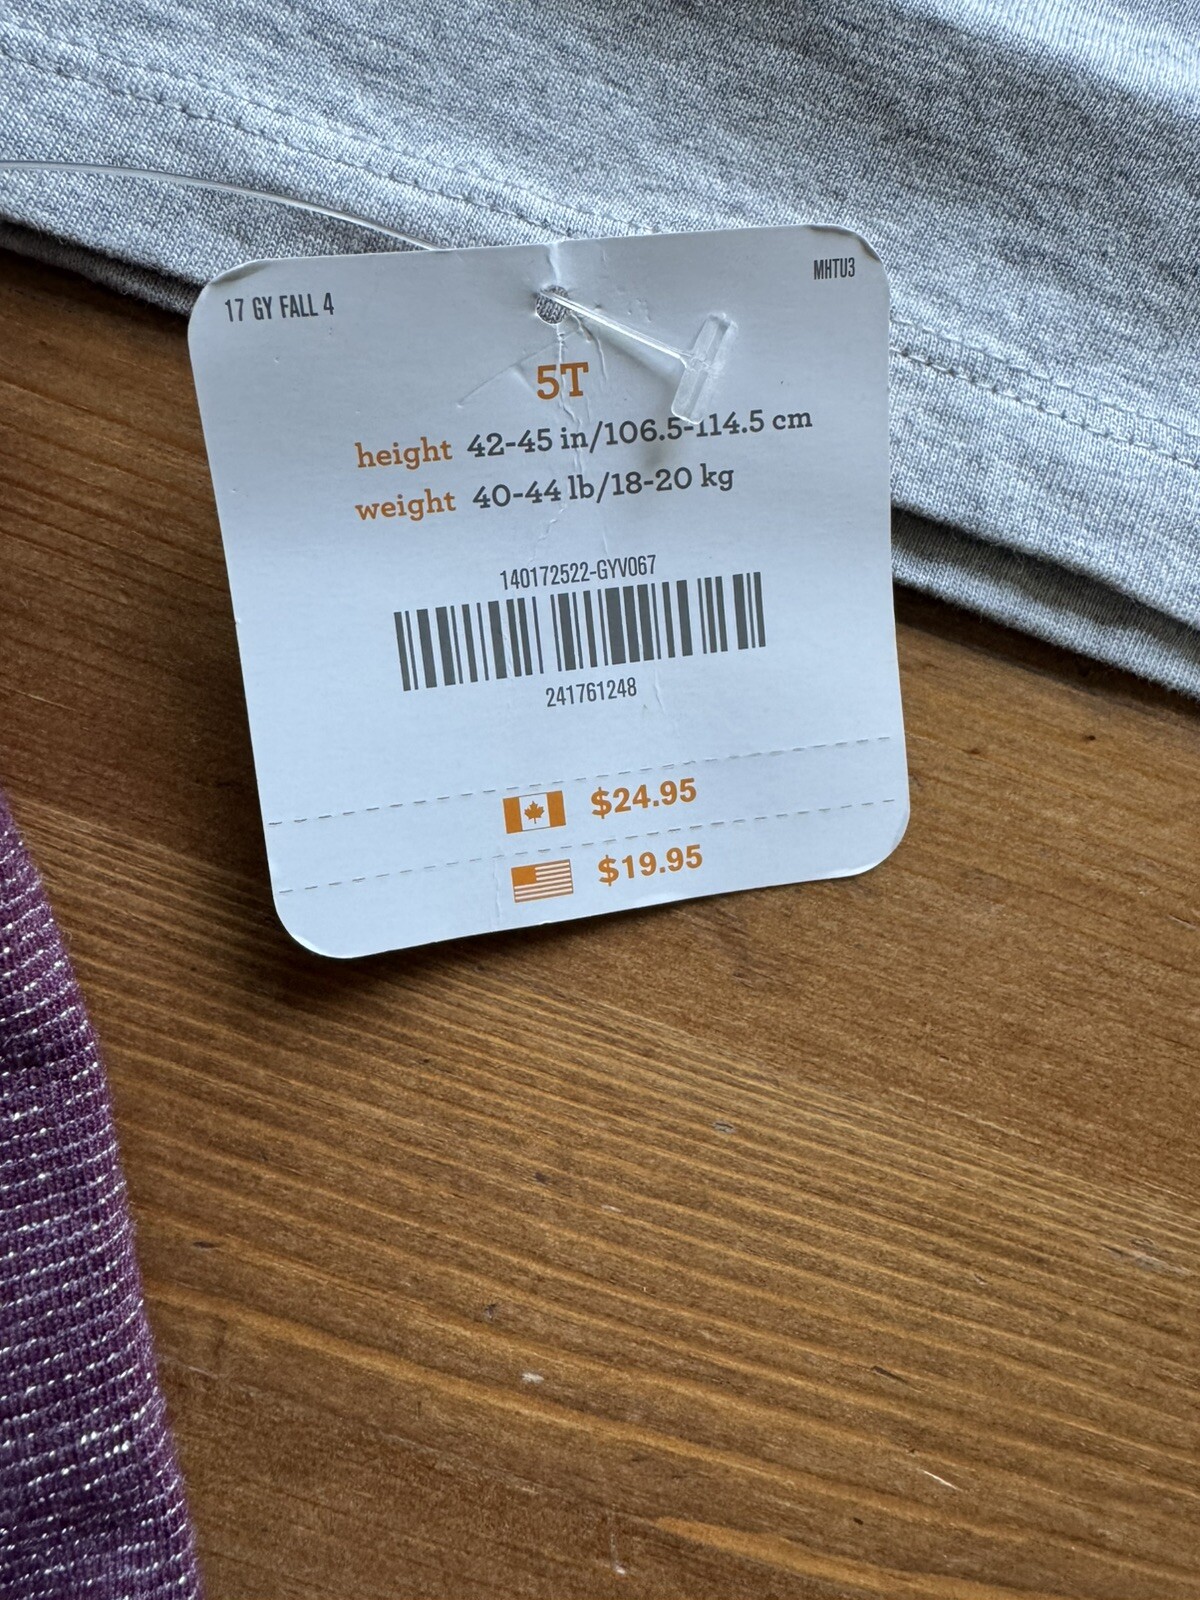 17 GY FALL 4
MHTU3
5T
height 42-45 in/106.5-114.5 cm
weight 40-44 lb/18-20 kg
140172522-GYV067
241761248
$24.95
$19.95